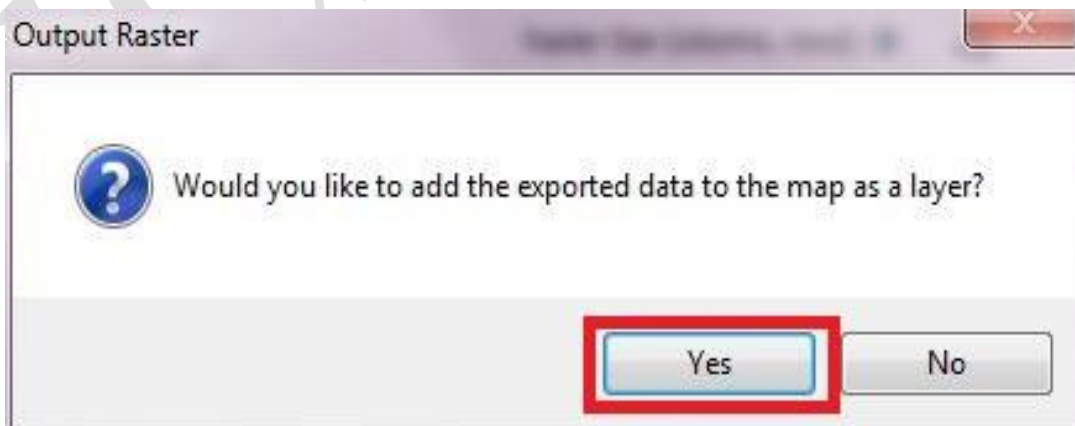 Output Raster
X
Would you like to add the exported data to the map as a layer?
Yes
No